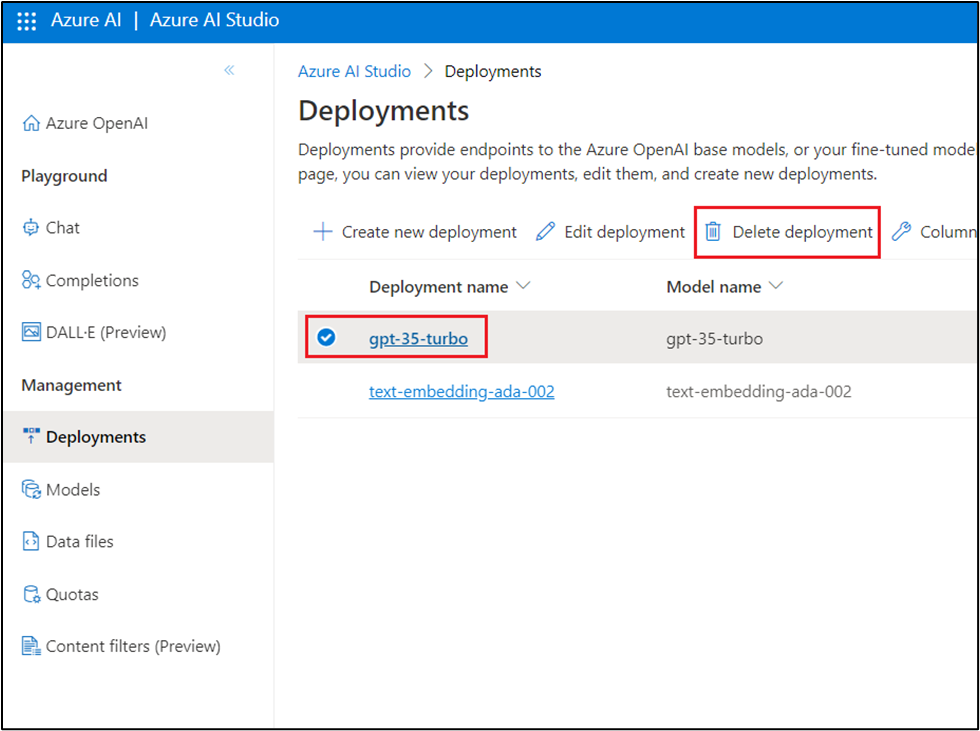 Azure AI | Azure AI Studio
Azure OpenAI
Playground
Chat
Completions
DALL·E (Preview)
Management
Deployments
Models
Data files
Quotas
Content filters (Preview)
Azure AI Studio > Deployments
Deployments
Deployments provide endpoints to the Azure OpenAI base models, or your fine-tuned mode
page, you can view your deployments, edit them, and create new deployments.
Create new deployment Edit deployment Delete deployment Column
Deployment name Model name
gpt-35-turbo gpt-35-turbo
text-embedding-ada-002 text-embedding-ada-002